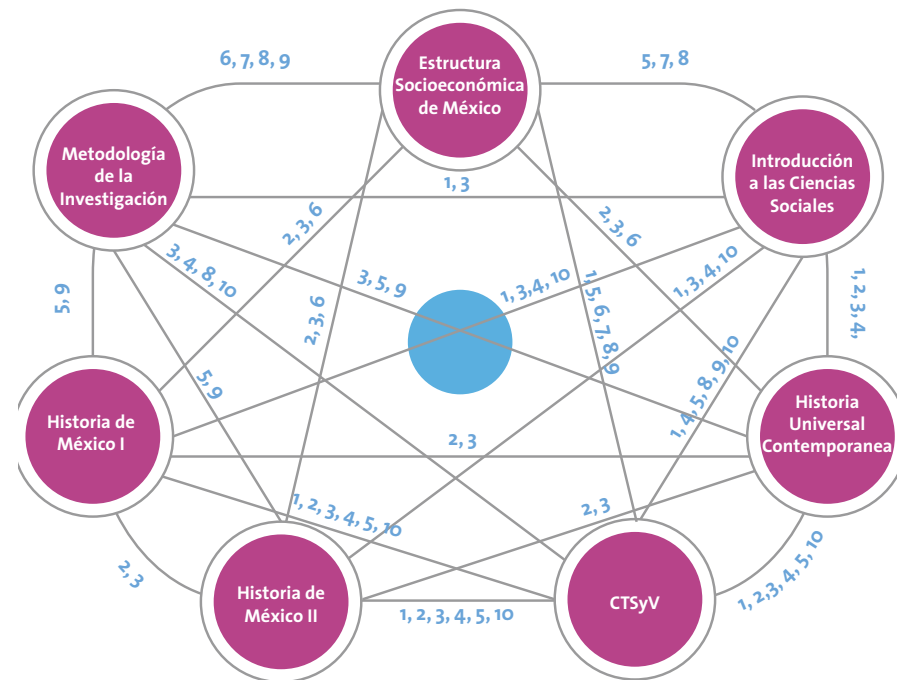 6, 7, 8, 9
Estructura
Socioeconómica
de México
5, 7, 8
Metodología
de la
Investigación
Introducción
a las Ciencias
Sociales
1, 3
2, 3, 6
2, 3, 6
3, 4, 8, 10
3, 5, 9
1, 3, 4, 10
1, 3, 4, 10
5, 9
2, 3, 6
1, 5, 6, 7, 8, 9
1, 2, 3, 4,
5, 9
1, 4, 5, 8, 9, 10
Historia de
México I
Historia
Universal
Contemporanea
2, 3
1, 2, 3, 4, 5, 10
2, 3
2, 3
Historia de
México II
1, 2, 3, 4, 5, 10
CTSyV
1, 2,3, 4, 5, 10